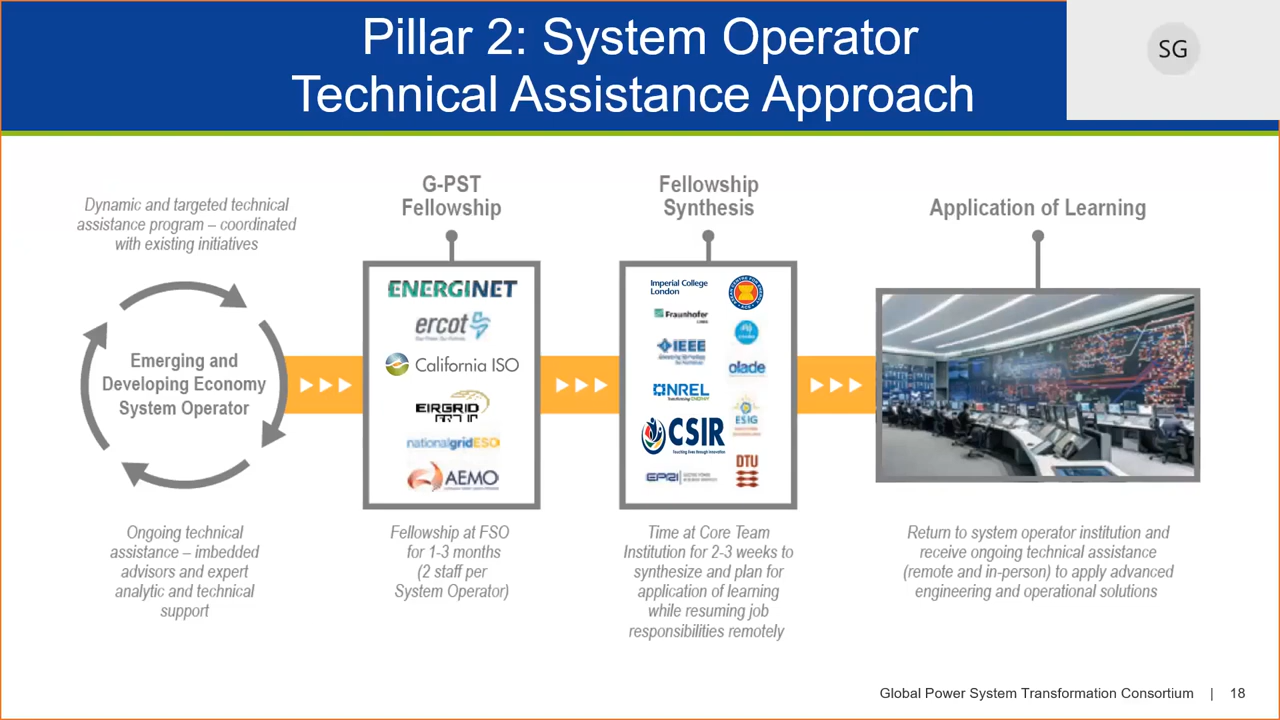 Pillar 2: System Operator
Technical Assistance Approach
SG
Dynamic and targeted technical
assistance program – coordinated
with existing initiatives
Emerging and
Developing Economy
System Operator
Ongoing technical
assistance – imbedded
advisors and expert
analytic and technical
support
G-PST
Fellowship
ENERGINET
ercot
California ISO
EIRGRID
nationalgridESO
AEMO
Fellowship at FSO
for 1-3 months
(2 staff per
System Operator)
Fellowship
Synthesis
Imperial College
London
Fraunhofer
IEEE
NREL
CSIR
Touching lives through innovation
EPRI
olade
ESIG
DTU
Time at Core Team
Institution for 2-3 weeks to
synthesize and plan for
application of learning
while resuming job
responsibilities remotely
Application of Learning
Return to system operator institution and
receive ongoing technical assistance
(remote and in-person) to apply advanced
engineering and operational solutions
Global Power System Transformation Consortium | 18